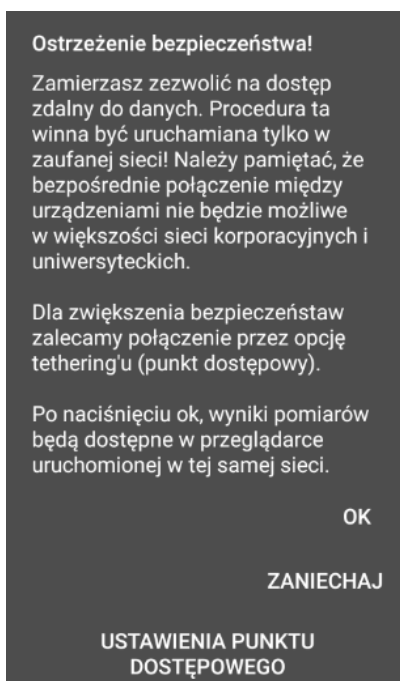 Ostrzeżenie bezpieczeństwa!
Zamierzasz zezwolić na dostęp
zdalny do danych. Procedura ta
winna być uruchamiana tylko w
zaufanej sieci! Należy pamiętać, że
bezpośrednie połączenie między
urządzeniami nie będzie możliwe
w większości sieci korporacyjnych i
uniwersyteckich.
Dla zwiększenia bezpieczeństaw
zalecamy połączenie przez opcję
tethering'u (punkt dostępowy).
Po naciśnięciu ok, wyniki pomiarów
będą dostępne w przeglądarce
uruchomionej w tej samej sieci.
OK
ZANIECHAJ
USTAWIENIA PUNKTU
DOSTĘPOWEGO